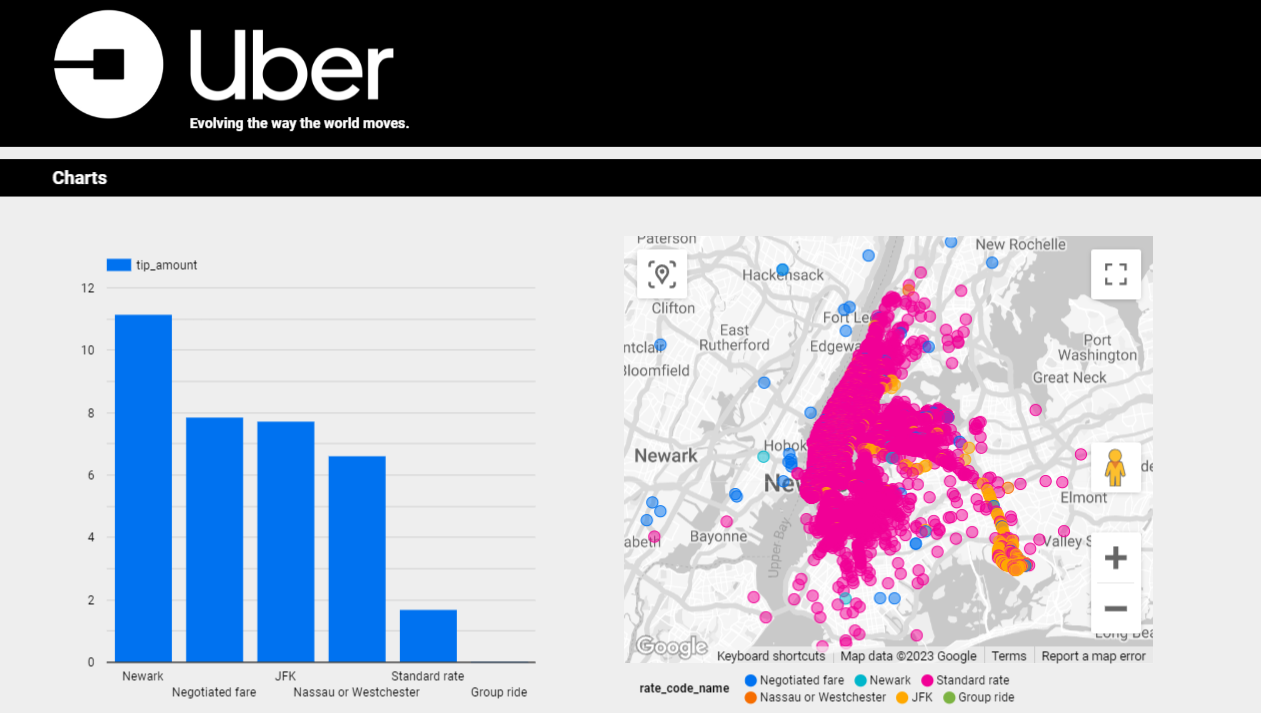 Uber
Evolving the way the world moves.
Charts
tip_amount
12
10
8
6
4
2
0
Newark
JFK
Standard rate
Negotiated fare
Nassau or Westchester
Group ride
Paterson
New Rochelle
Hackensack
Clifton
Fort Le
East
Rutherford
Edgewa
ntclair
Bloomfield
Port
Washington
Great Neck
Hobok
Newark
Nev
Elmont
Bayonne
abeth
Valley S
Upper Bay
Long Bea
Google
Keyboard shortcuts
Map data ©2023 Google
Terms
Report a map error
rate_code_name
Negotiated fare
Newark
Standard rate
Nassau or Westchester
JFK
Group ride